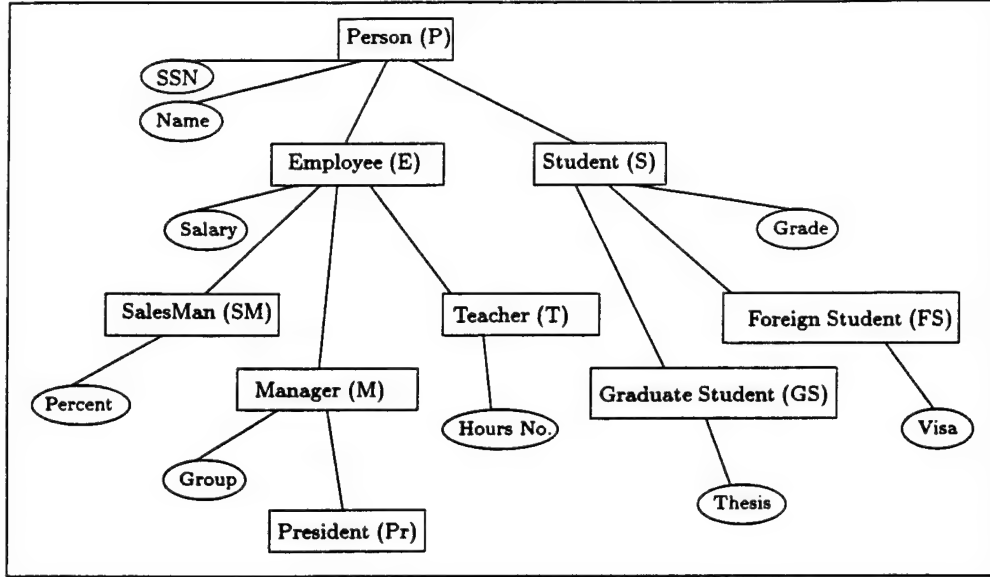 Person (P)
SSN
Name
Employee (E)
Student (S)
Salary
Grade
SalesMan (SM)
Teacher (T)
Foreign Student (FS)
Manager (M)
Graduate Student (GS)
Percent
Hours No.
Visa
Group
Thesis
President (Pr)